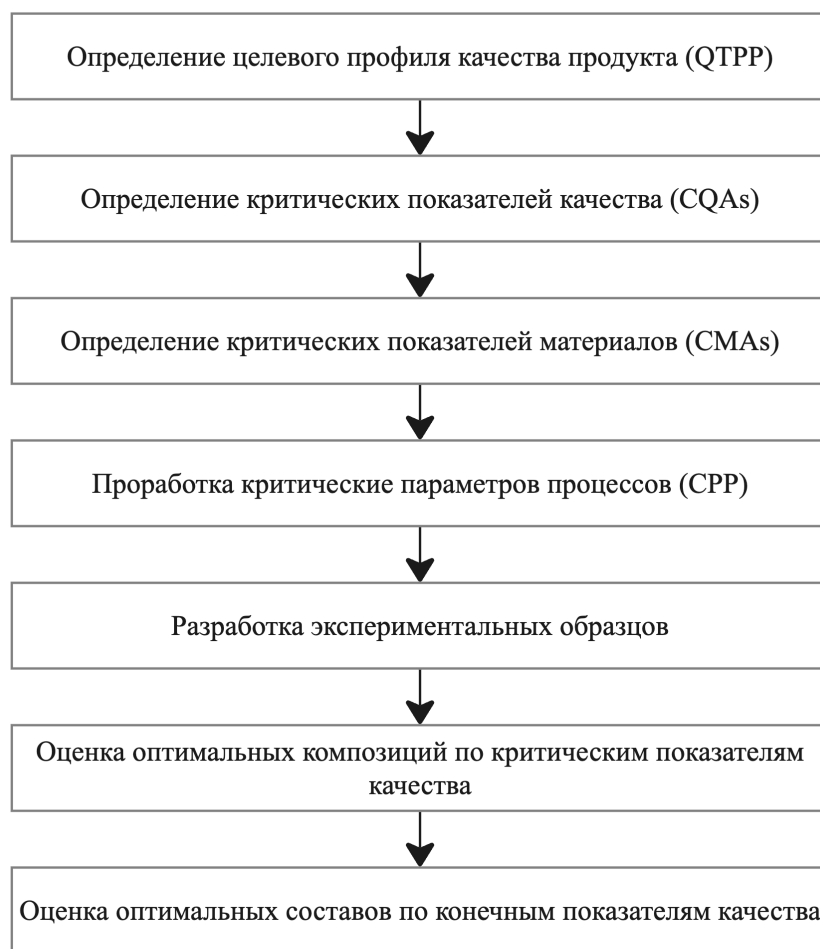 Определение целевого профиля качества продукта (QTPP)
Определение критических показателей качества (CQAs)
Определение критических показателей материалов (CMAs)
Проработка критические параметров процессов (CPP)
Разработка экспериментальных образцов
Оценка оптимальных композиций по критическим показателям
качества
Оценка оптимальных составов по конечным показателям качества